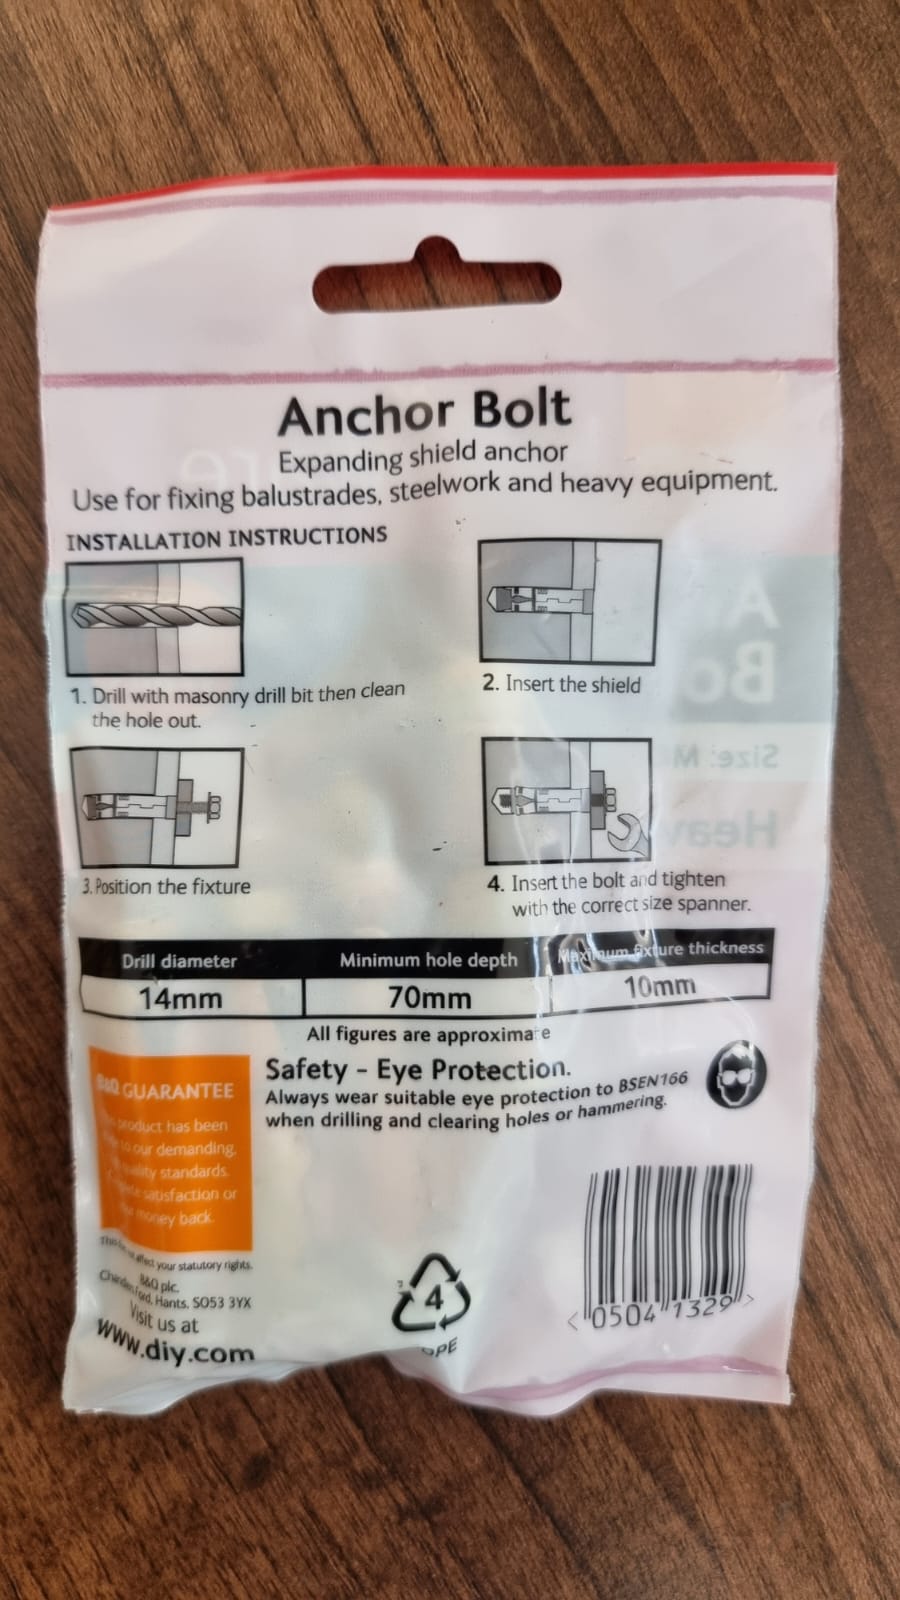 Anchor Bolt
Expanding shield anchor
Use for fixing balustrades, steelwork and heavy equipment.
INSTALLATION INSTRUCTIONS
1. Drill with masonry drill bit then clean
the hole out.
2. Insert the shield
3. Position the fixture
4. Insert the bolt and tighten
with the correct size spanner.
Drill diameter Minimum hole depth Maximum fixture thickness
14mm 70mm 10mm
All figures are approximate
Safety - Eye Protection.
Always wear suitable eye protection to BSEN166
when drilling and clearing holes or hammering.
B&Q GUARANTEE
product has been
to our demanding,
quality standards.
satisfaction or
money back.
affect your statutory rights.
B&Q plc.
Chandlers Ford, Hants. SO53 3YX
Visit us at
www.diy.com
4
<05041329>